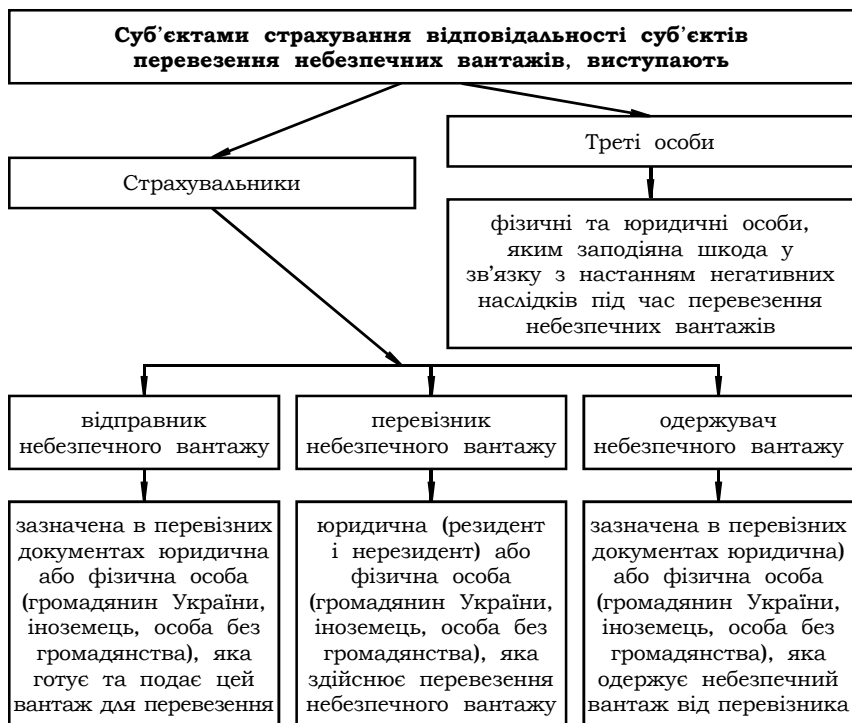 Суб’єктами страхування відповідальності суб’єктів
перевезення небезпечних вантажів, виступають
Страхувальники
Треті особи
фізичні та юридичні особи,
яким заподіяна шкода у
зв’язку з настанням негативних
наслідків під час перевезення
небезпечних вантажів
відправник
небезпечного вантажу
зазначена в перевізних
документах юридична
або фізична особа
(громадянин України,
іноземець, особа без
громадянства), яка
готує та подає цей
вантаж для перевезення
перевізник
небезпечного вантажу
юридична (резидент
і нерезидент) або
фізична особа
(громадянин України,
іноземець, особа без
громадянства), яка
здійснює перевезення
небезпечного вантажу
одержувач
небезпечного вантажу
зазначена в перевізних
документах юридична)
або фізична особа
(громадянин України,
іноземець, особа без
громадянства), яка
одержує небезпечний
вантаж від перевізника